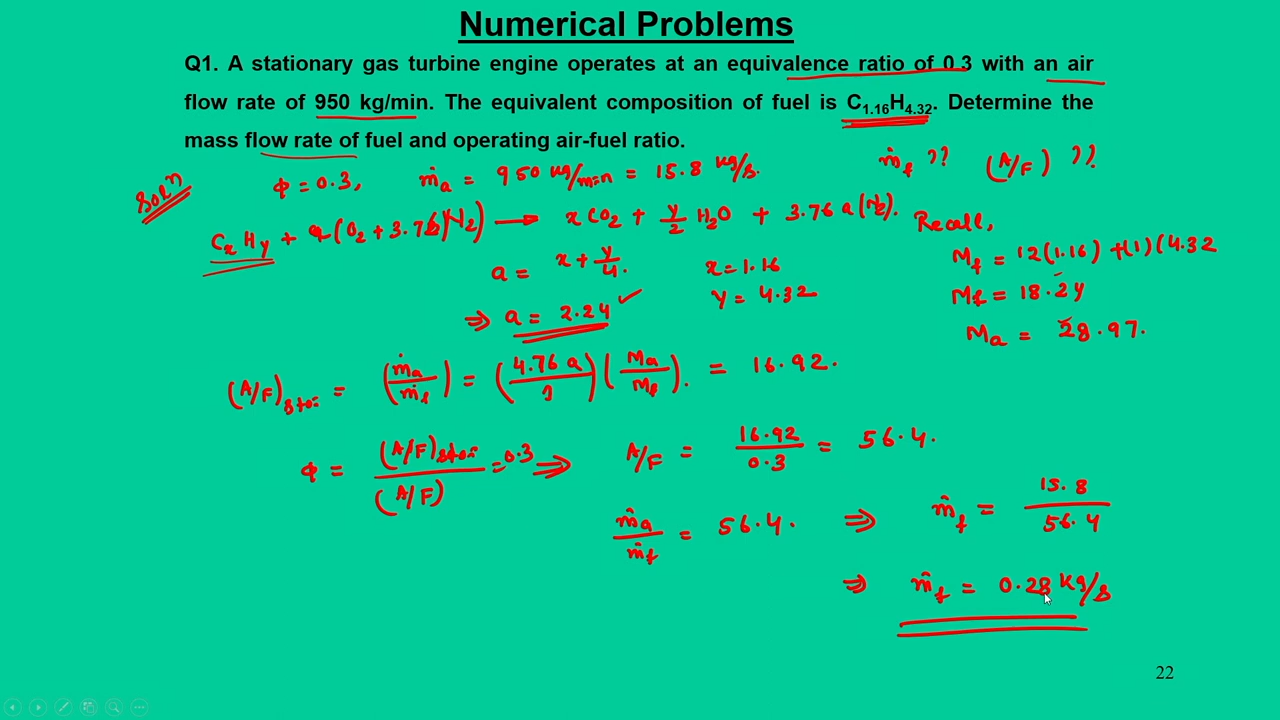 Numerical Problems
Q1. A stationary gas turbine engine operates at an equivalence ratio of 0.3 with an air
flow rate of 950 kg/min. The equivalent composition of fuel is C1.16H4.32. Determine the
mass flow rate of fuel and operating air-fuel ratio.
ṁf ?? (A/F) ??
Solⁿ
φ = 0.3, ṁa = 950 kg/min = 15.8 kg/s.
CxHy + a(O2 + 3.76 N2) → x CO2 + y/2 H2O + 3.76 a (N2).
Recall,
a = x + y/4.
x = 1.16
y = 4.32
⇒ a = 2.24 ✓
Mf = 12(1.16) + (1)(4.32
Mf = 18.24
Ma = 28.97.
(A/F)stoi = (ṁa/ṁf) = (4.76 a/1)(Ma/Mf). = 16.92.
φ = (A/F)stoi/(A/F) = 0.3 ⇒ A/F = 16.92/0.3 = 56.4.
ṁa/ṁf = 56.4. ⇒ ṁf = 15.8/56.4
⇒ ṁf = 0.28 kg/s
22